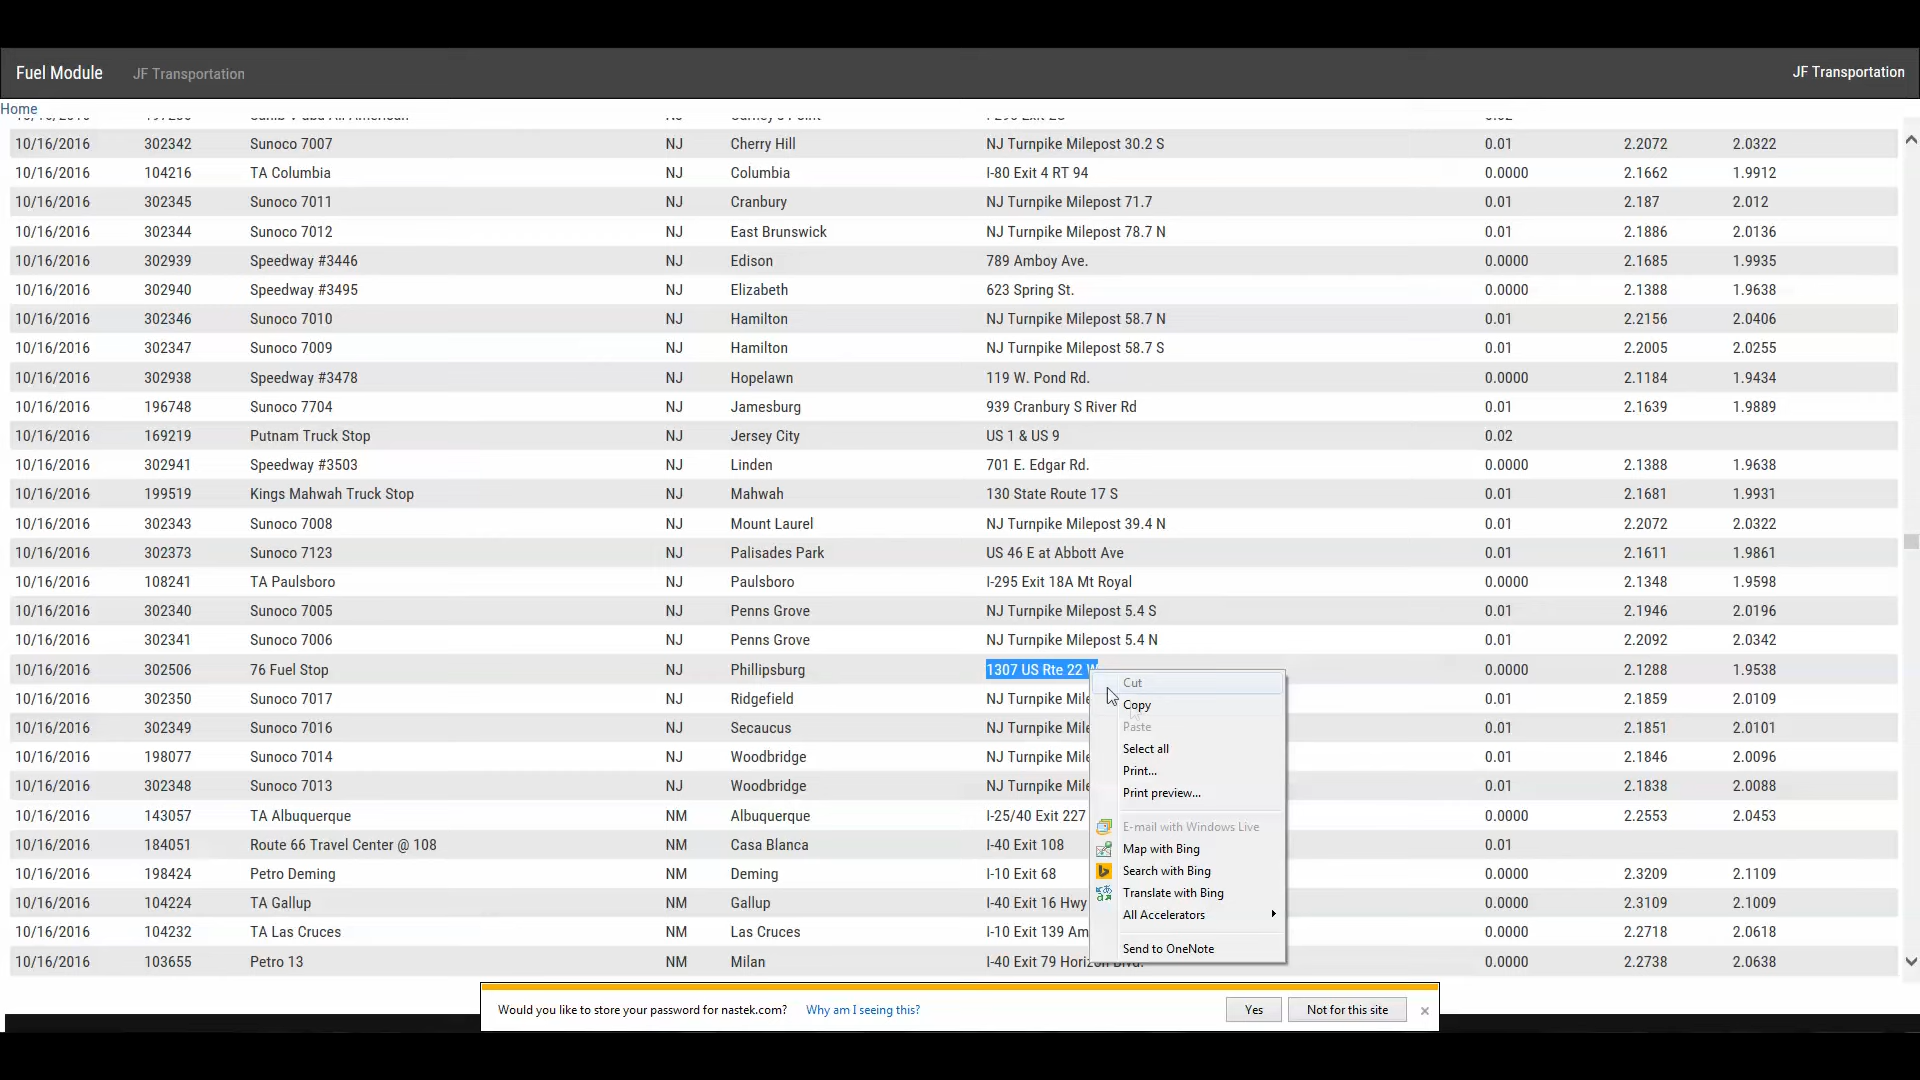 Fuel Module JF Transportation JF Transportation
Home
10/16/2016 302342 Sunoco 7007 NJ Cherry Hill NJ Turnpike Milepost 30.2 S 0.01 2.2072 2.0322
10/16/2016 104216 TA Columbia NJ Columbia I-80 Exit 4 RT 94 0.0000 2.1662 1.9912
10/16/2016 302345 Sunoco 7011 NJ Cranbury NJ Turnpike Milepost 71.7 0.01 2.187 2.012
10/16/2016 302344 Sunoco 7012 NJ East Brunswick NJ Turnpike Milepost 78.7 N 0.01 2.1886 2.0136
10/16/2016 302939 Speedway #3446 NJ Edison 789 Amboy Ave. 0.0000 2.1685 1.9935
10/16/2016 302940 Speedway #3495 NJ Elizabeth 623 Spring St. 0.0000 2.1388 1.9638
10/16/2016 302346 Sunoco 7010 NJ Hamilton NJ Turnpike Milepost 58.7 N 0.01 2.2156 2.0406
10/16/2016 302347 Sunoco 7009 NJ Hamilton NJ Turnpike Milepost 58.7 S 0.01 2.2005 2.0255
10/16/2016 302938 Speedway #3478 NJ Hopelawn 119 W. Pond Rd. 0.0000 2.1184 1.9434
10/16/2016 196748 Sunoco 7704 NJ Jamesburg 939 Cranbury S River Rd 0.01 2.1639 1.9889
10/16/2016 169219 Putnam Truck Stop NJ Jersey City US 1 & US 9 0.02
10/16/2016 302941 Speedway #3503 NJ Linden 701 E. Edgar Rd. 0.0000 2.1388 1.9638
10/16/2016 199519 Kings Mahwah Truck Stop NJ Mahwah 130 State Route 17 S 0.01 2.1681 1.9931
10/16/2016 302343 Sunoco 7008 NJ Mount Laurel NJ Turnpike Milepost 39.4 N 0.01 2.2072 2.0322
10/16/2016 302373 Sunoco 7123 NJ Palisades Park US 46 E at Abbott Ave 0.01 2.1611 1.9861
10/16/2016 108241 TA Paulsboro NJ Paulsboro I-295 Exit 18A Mt Royal 0.0000 2.1348 1.9598
10/16/2016 302340 Sunoco 7005 NJ Penns Grove NJ Turnpike Milepost 5.4 S 0.01 2.1946 2.0196
10/16/2016 302341 Sunoco 7006 NJ Penns Grove NJ Turnpike Milepost 5.4 N 0.01 2.2092 2.0342
10/16/2016 302506 76 Fuel Stop NJ Phillipsburg 1307 US Rte 22 W 0.0000 2.1288 1.9538
10/16/2016 302350 Sunoco 7017 NJ Ridgefield NJ Turnpike 0.01 2.1859 2.0109
10/16/2016 302349 Sunoco 7016 NJ Secaucus NJ Turnpike 0.01 2.1851 2.0101
10/16/2016 198077 Sunoco 7014 NJ Woodbridge NJ Turnpike 0.01 2.1846 2.0096
10/16/2016 302348 Sunoco 7013 NJ Woodbridge NJ Turnpike 0.01 2.1838 2.0088
10/16/2016 143057 TA Albuquerque NM Albuquerque I-25/40 Exit 227 0.0000 2.2553 2.0453
10/16/2016 184051 Route 66 Travel Center @ 108 NM Casa Blanca I-40 Exit 108 0.01
10/16/2016 198424 Petro Deming NM Deming I-10 Exit 68 0.0000 2.3209 2.1109
10/16/2016 104224 TA Gallup NM Gallup I-40 Exit 16 Hwy 0.0000 2.3109 2.1009
10/16/2016 104232 TA Las Cruces NM Las Cruces I-10 Exit 139 0.0000 2.2718 2.0618
10/16/2016 103655 Petro 13 NM Milan I-40 Exit 79 Horizon Blvd. 0.0000 2.2738 2.0638
Cut
Copy
Paste
Select all
Print...
Print preview...
E-mail with Windows Live
Map with Bing
Search with Bing
Translate with Bing
All Accelerators
Send to OneNote
Would you like to store your password for nastek.com? Why am I seeing this? Yes Not for this site